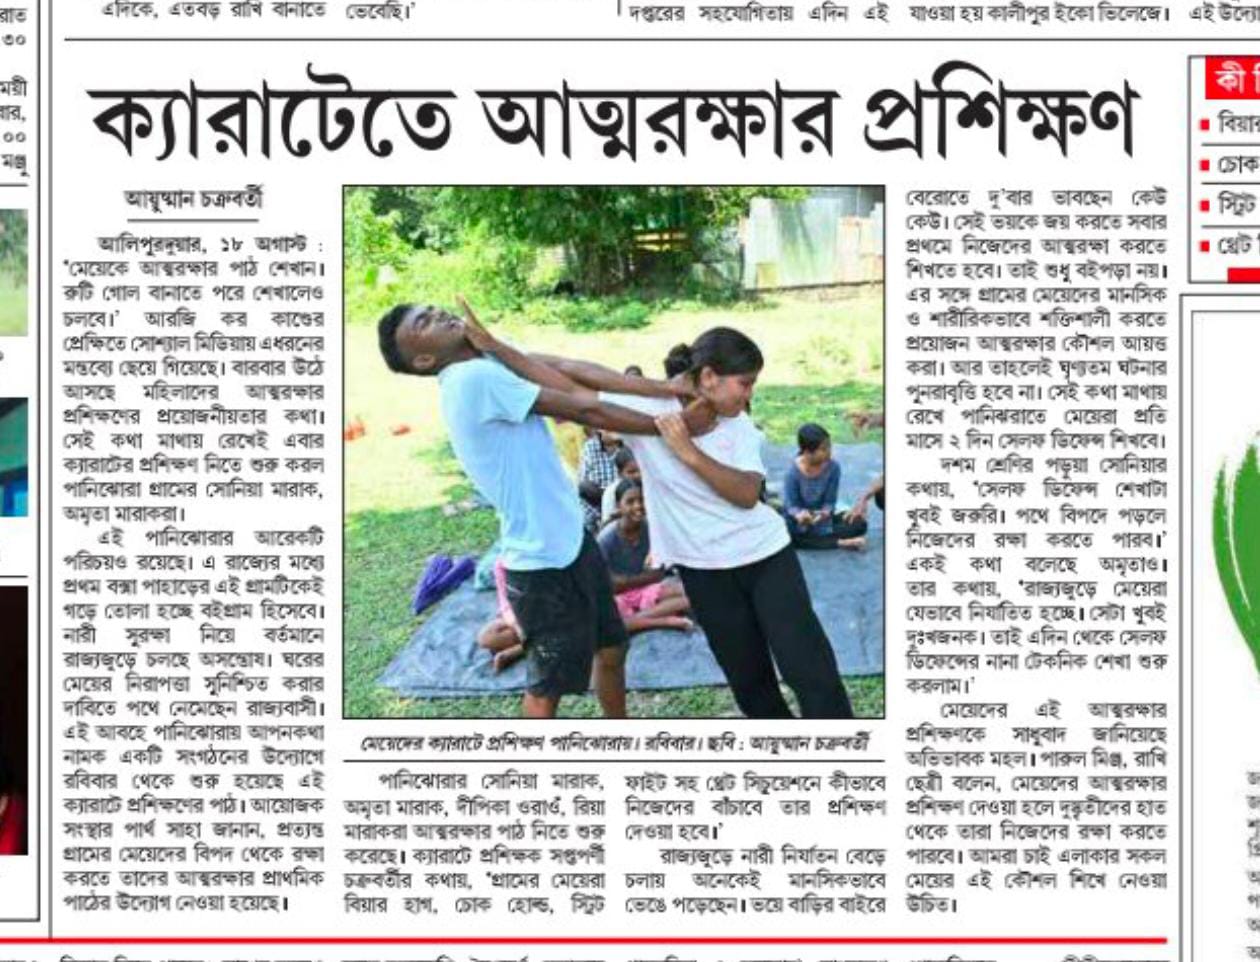 এদিকে, এতবড় রাখি বানাতে
ভেবেছি।'
দপ্তরের সহযোগিতায় এদিন এই
যাওয়া হয় কালীপুর ইকো ভিলেজে।
ক্যারাটেতে আত্মরক্ষার প্রশিক্ষণ
আয়ুষ্মান চক্রবর্তী
আলিপুরদুয়ার, ১৮ অগাস্ট :
'মেয়েকে আত্মরক্ষার পাঠ শেখান।
রুটি গোল বানাতে পরে শেখালেও
চলবে।' আরজি কর কাণ্ডের
প্রেক্ষিতে সোশ্যাল মিডিয়ায় এধরনের
মন্তব্যে ছেয়ে গিয়েছে। বারবার উঠে
আসছে মহিলাদের আত্মরক্ষার
প্রশিক্ষণের প্রয়োজনীয়তার কথা।
সেই কথা মাথায় রেখেই এবার
ক্যারাটের প্রশিক্ষণ নিতে শুরু করল
পানিঝোরা গ্রামের সোনিয়া মারাক,
অমৃতা মারাকরা।
এই পানিঝোরার আরেকটি
পরিচয়ও রয়েছে। এ রাজ্যের মধ্যে
প্রথম বক্সা পাহাড়ের এই গ্রামটিকেই
গড়ে তোলা হচ্ছে বইগ্রাম হিসেবে।
নারী সুরক্ষা নিয়ে বর্তমানে
রাজ্যজুড়ে চলছে অসন্তোষ। ঘরের
মেয়ের নিরাপত্তা সুনিশ্চিত করার
দাবিতে পথে নেমেছেন রাজ্যবাসী।
এই আবহে পানিঝোরায় আপনকথা
নামক একটি সংগঠনের উদ্যোগে
রবিবার থেকে শুরু হয়েছে এই
ক্যারাটে প্রশিক্ষণের পাঠ। আয়োজক
সংস্থার পার্থ সাহা জানান, প্রত্যন্ত
গ্রামের মেয়েদের বিপদ থেকে রক্ষা
করতে তাদের আত্মরক্ষার প্রাথমিক
পাঠের উদ্যোগ নেওয়া হয়েছে।
মেয়েদের ক্যারাটে প্রশিক্ষণ পানিঝোরায়। রবিবার। ছবি : আয়ুষ্মান চক্রবর্তী
পানিঝোরার সোনিয়া মারাক,
অমৃতা মারাক, দীপিকা ওরাওঁ, রিয়া
মারাকরা আত্মরক্ষার পাঠ নিতে শুরু
করেছে। ক্যারাটে প্রশিক্ষক সপ্তপর্ণী
চক্রবর্তীর কথায়, 'গ্রামের মেয়েরা
বিয়ার হাগ, চোক হোল্ড, স্ট্রিট
ফাইট সহ থ্রেট সিচুয়েশনে কীভাবে
নিজেদের বাঁচাবে তার প্রশিক্ষণ
দেওয়া হবে।'
রাজ্যজুড়ে নারী নির্যাতন বেড়ে
চলায় অনেকেই মানসিকভাবে
ভেঙে পড়েছেন। ভয়ে বাড়ির বাইরে
বেরোতে দু'বার ভাবছেন কেউ
কেউ। সেই ভয়কে জয় করতে সবার
প্রথমে নিজেদের আত্মরক্ষা করতে
শিখতে হবে। তাই শুধু বইপড়া নয়।
এর সঙ্গে গ্রামের মেয়েদের মানসিক
ও শারীরিকভাবে শক্তিশালী করতে
প্রয়োজন আত্মরক্ষার কৌশল আয়ত্ত
করা। আর তাহলেই ঘৃণ্যতম ঘটনার
পুনরাবৃত্তি হবে না। সেই কথা মাথায়
রেখে পানিঝরাতে মেয়েরা প্রতি
মাসে ২ দিন সেলফ ডিফেন্স শিখবে।
দশম শ্রেণির পড়ুয়া সোনিয়ার
কথায়, 'সেলফ ডিফেন্স শেখাটা
খুবই জরুরি। পথে বিপদে পড়লে
নিজেদের রক্ষা করতে পারব।'
একই কথা বলেছে অমৃতাও।
তার কথায়, 'রাজ্যজুড়ে মেয়েরা
যেভাবে নির্যাতিত হচ্ছে। সেটা খুবই
দুঃখজনক। তাই এদিন থেকে সেলফ
ডিফেন্সের নানা টেকনিক শেখা শুরু
করলাম।'
মেয়েদের এই আত্মরক্ষার
প্রশিক্ষণকে সাধুবাদ জানিয়েছে
অভিভাবক মহল। পারুল মিঞ্জ, রাখি
ছেত্রী বলেন, মেয়েদের আত্মরক্ষার
প্রশিক্ষণ দেওয়া হলে দুষ্কৃতীদের হাত
থেকে তারা নিজেদের রক্ষা করতে
পারবে। আমরা চাই এলাকার সকল
মেয়ের এই কৌশল শিখে নেওয়া
উচিত।
কী
চোক
স্ট্রিট
থ্রেট